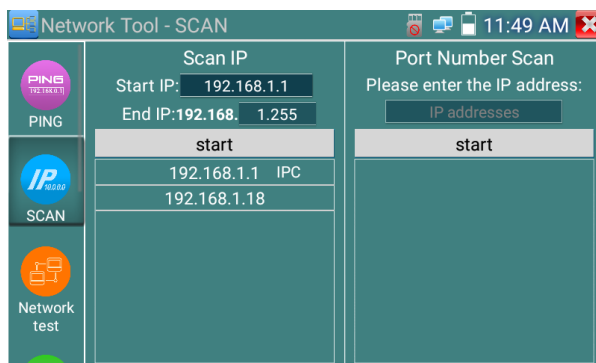 Network Tool - SCAN
11:49 AM
PING
192.168.0.1
PING
IP
10.0.0.0
SCAN
Network
test
Scan IP
Start IP: 192.168.1.1
End IP:192.168. 1.255
start
192.168.1.1 IPC
192.168.1.18
Port Number Scan
Please enter the IP address:
IP addresses
start